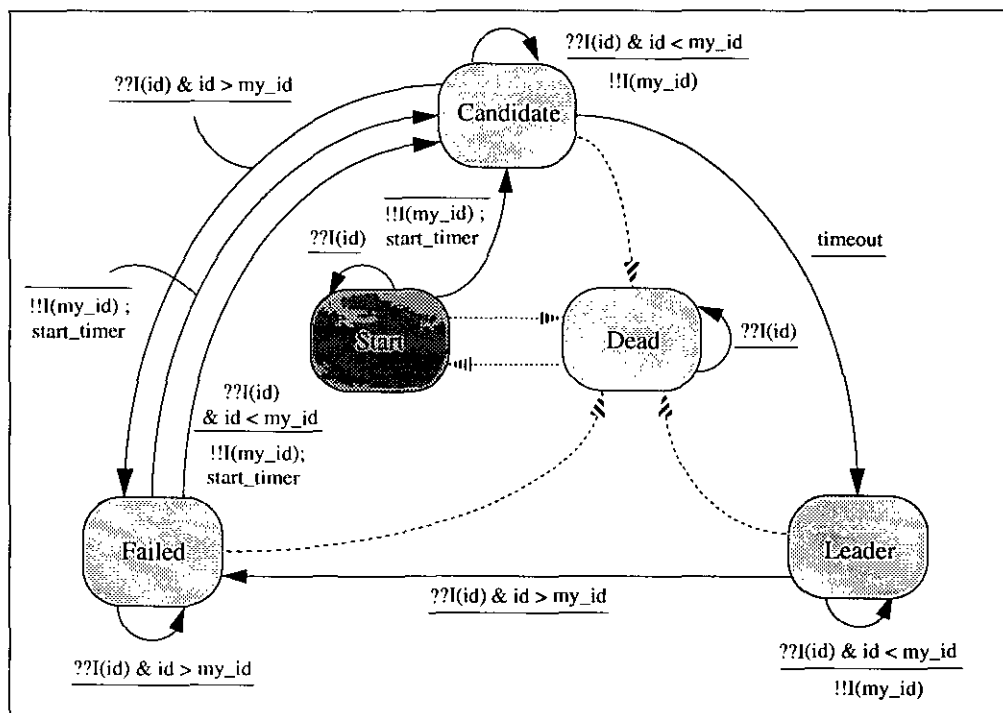 ??I(id) & id < my_id
!!I(my_id)
??I(id) & id > my_id
Candidate
!!I(my_id) ;
start_timer
??I(id)
timeout
!!I(my_id) ;
start_timer
Start
Dead
??I(id)
??I(id)
& id < my_id
!!I(my_id);
start_timer
Failed
Leader
??I(id) & id > my_id
??I(id) & id > my_id
??I(id) & id < my_id
!!I(my_id)